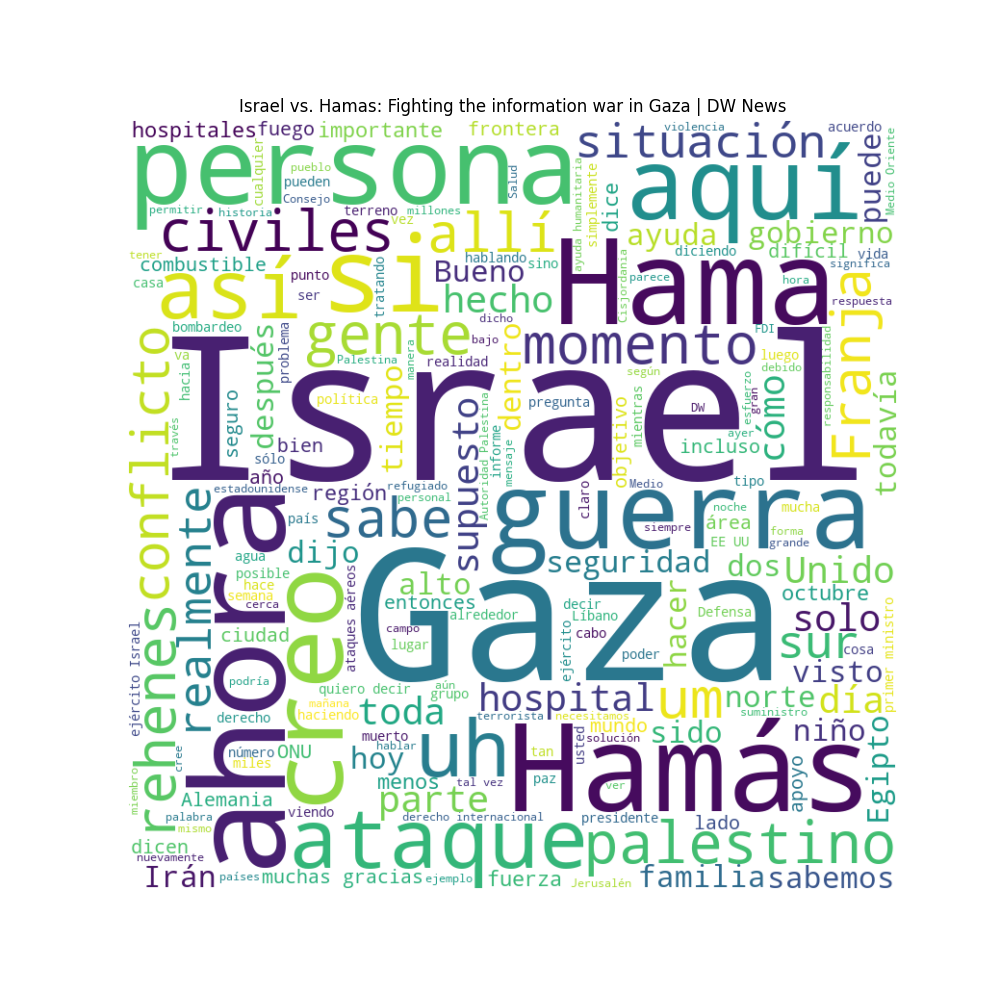 Israel vs. Hamas: Fighting the information war in Gaza | DW News
hospitales
fuego
importante
frontera
violencia
acuerdo
persona
situación
aquí
puede
Medio Oriente
cualquier
pueblo
pueden
Consejo
Salud
ayuda humanitaria
simplemente
dice
permitir
historia
terreno
vez
millones
civiles
allí
ayuda
gobierno
difícil
diciendo
vida
significa
tener
combustible
casa
así
si
punto
ser
tratando
Bueno
hablando
sino
hecho
Hama
Cisjordania
parece
hora
respuesta
Franja
bombardeo
va
hacia
después
problema
gente
dicho
bajo
realidad
manera
Palestina
momento
FDI
luego
debido
responsabilidad
conflicto
través
seguro
sólo
bien
año
política
tiempo
Israel
supuesto
dentro
informe
mensaje
Autoridad Palestina
pregunta
según
objetivo
mientras
DW
gran
esfuerzo
ayer
incluso
cómo
todavía
estadounidense
región
refugiado
personal
claro
Medio
tipo
mucha
realmente
ahora
país
sabe
guerra
siempre
noche
área
EE UU
forma
grande
agua
posible
hace
semana
cerca
dijo
ataques aéreos
seguridad
dos
Unido
octubre
creo
alto
entonces
alrededor
Gaza
decir
Líbano
cabo
ejército
hacer
Defensa
solo
cosa
primer ministro
ejército Israel
rehenes
ciudad
podría
campo
lugar
poder
sur
visto
quiero decir
aún
grupo
hospital
um
norte
día
suministro
derecho
mañana
haciendo
toda
terrorista
necesitamos
mundo
sido
niño
Egipto
número
ONU
miles
cree
muerto
hablar
hoy
uh
Hamás
tan
paz
solución
usted
ver
apoyo
miembro
Alemania
palabra
mismo
viendo
menos
tal vez
parte
derecho internacional
presidente
lado
dicen
nuevamente
ataque
palestino
Irán
países
muchas gracias
ejemplo
fuerza
Jerusalén
familia
sabemos